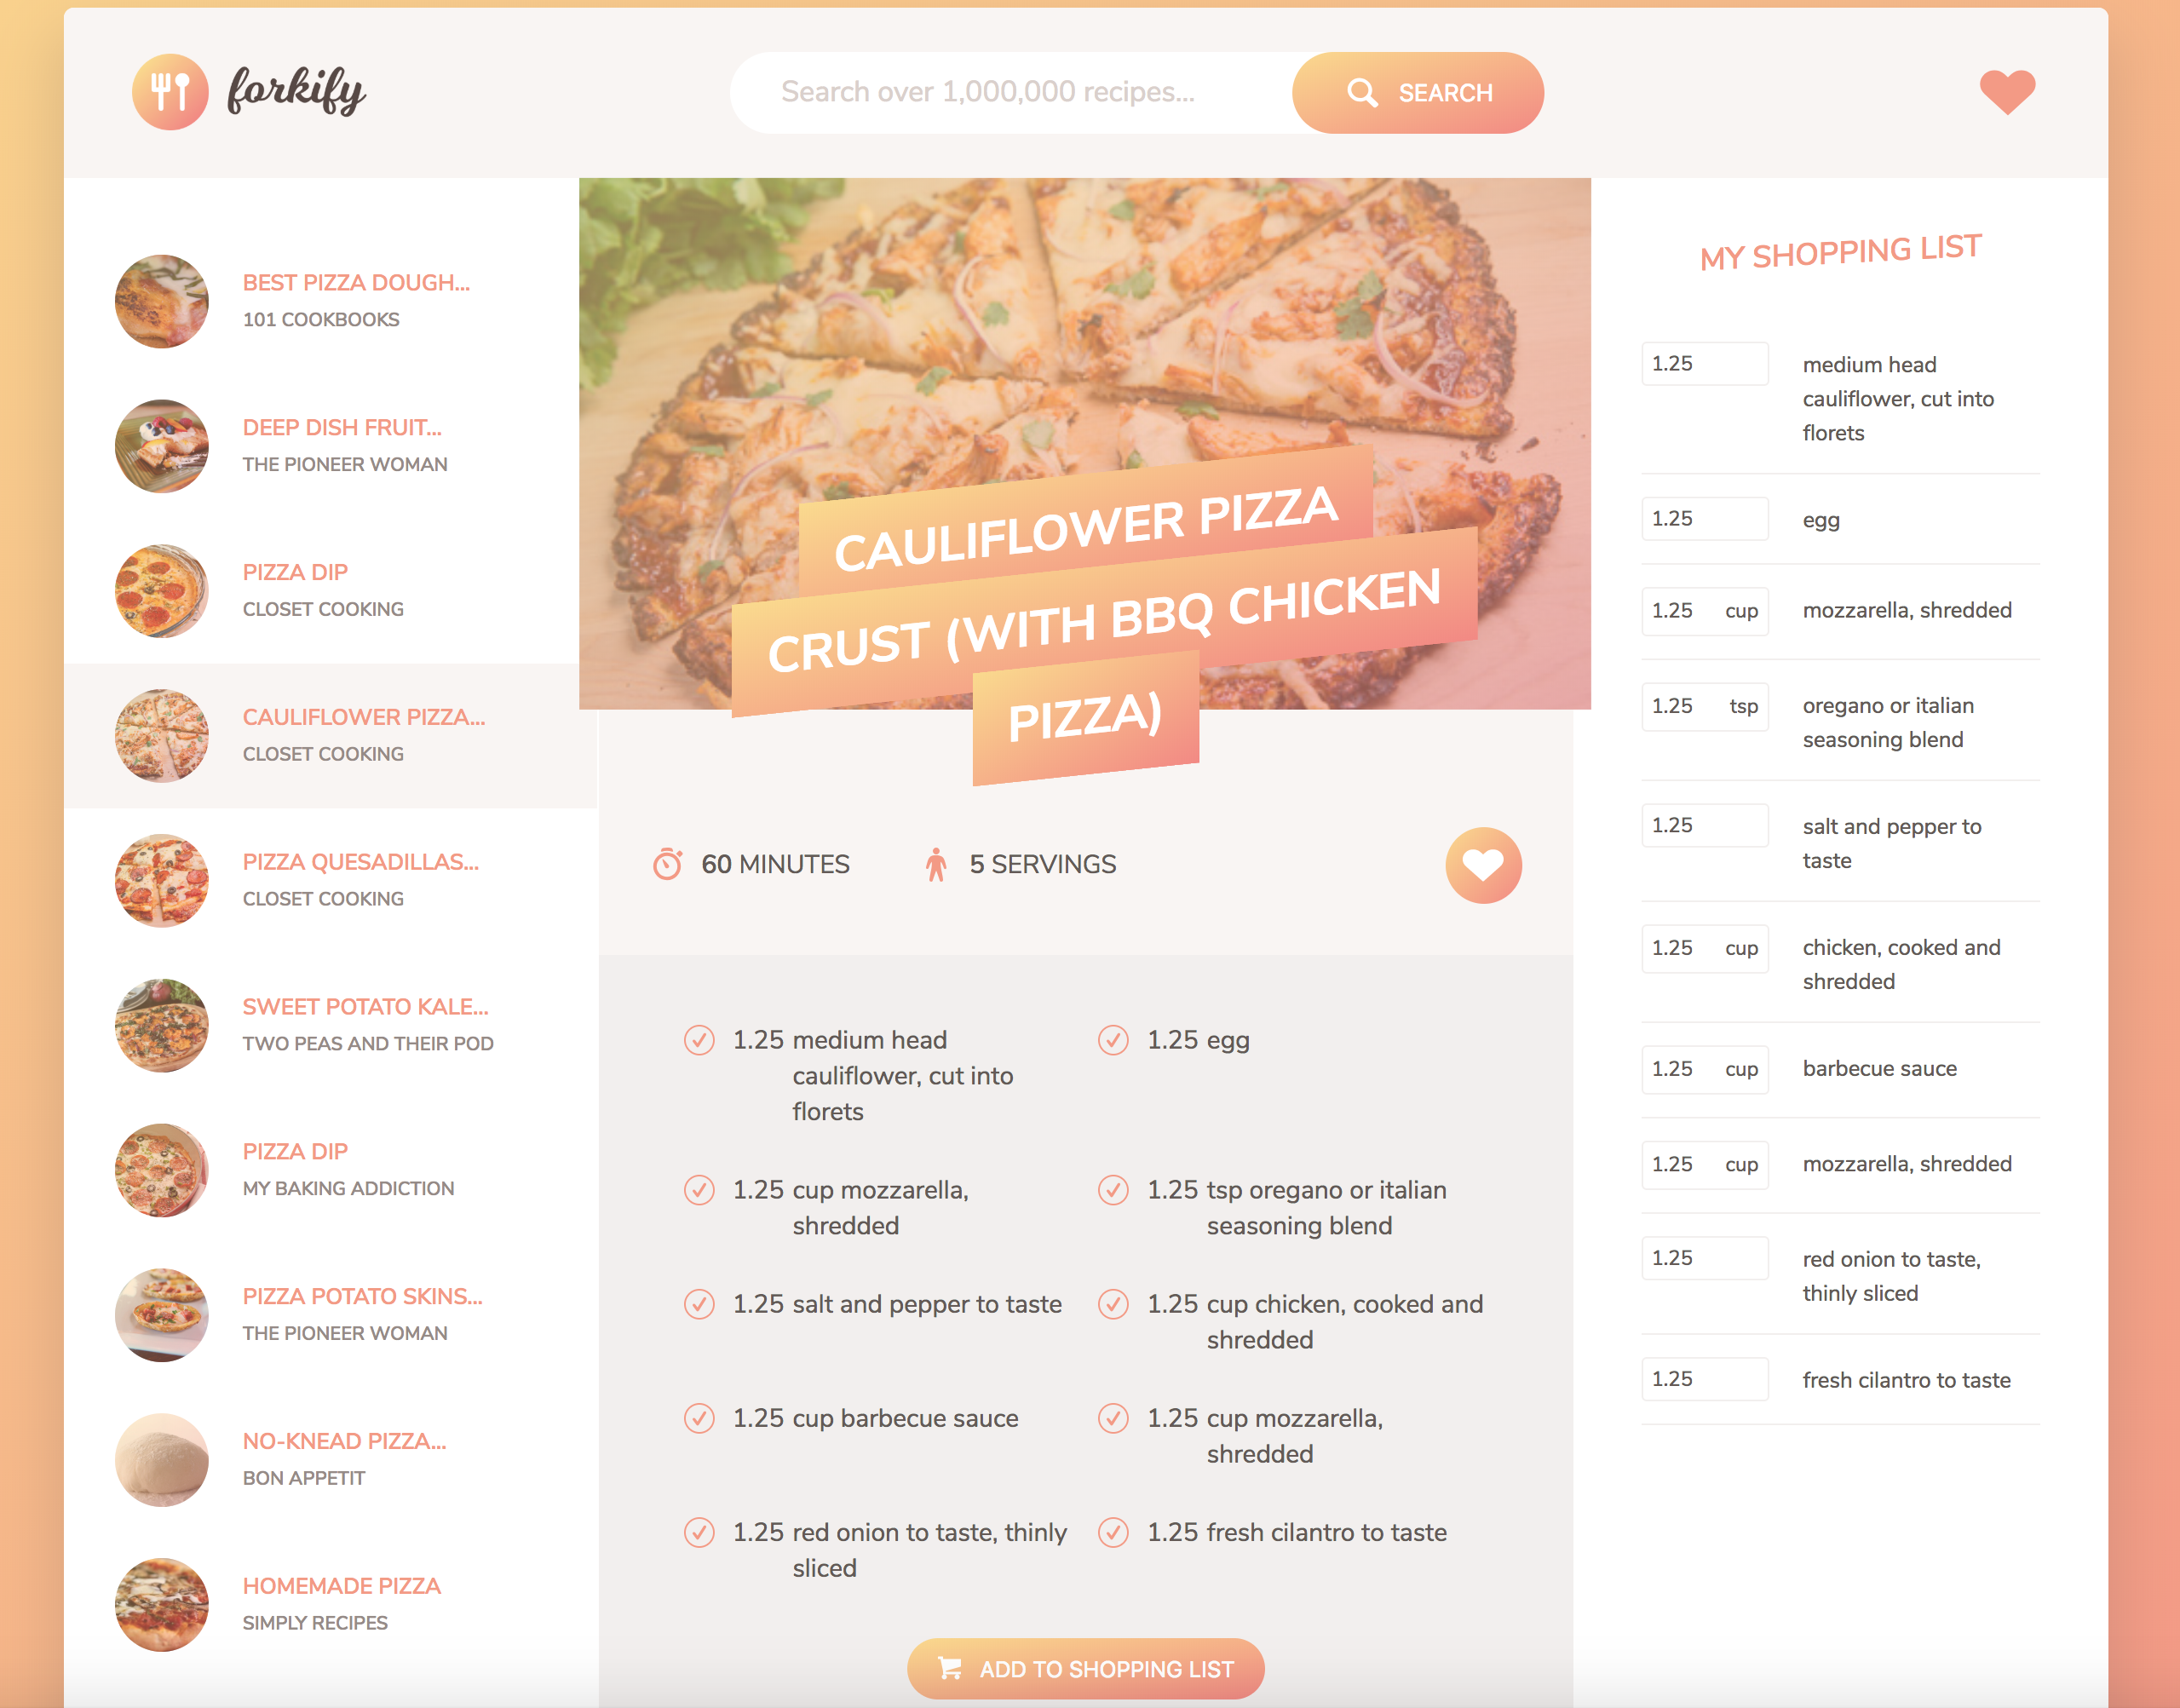 forkify
Search over 1,000,000 recipes...
SEARCH
BEST PIZZA DOUGH...
101 COOKBOOKS
DEEP DISH FRUIT...
THE PIONEER WOMAN
PIZZA DIP
CLOSET COOKING
CAULIFLOWER PIZZA...
CLOSET COOKING
PIZZA QUESADILLAS...
CLOSET COOKING
SWEET POTATO KALE...
TWO PEAS AND THEIR POD
PIZZA DIP
MY BAKING ADDICTION
PIZZA POTATO SKINS...
THE PIONEER WOMAN
NO-KNEAD PIZZA...
BON APPETIT
HOMEMADE PIZZA
SIMPLY RECIPES
CAULIFLOWER PIZZA
CRUST (WITH BBQ CHICKEN
PIZZA)
60 MINUTES
5 SERVINGS
1.25 medium head
cauliflower, cut into
florets
1.25 egg
1.25 cup mozzarella,
shredded
1.25 tsp oregano or italian
seasoning blend
1.25 salt and pepper to taste
1.25 cup chicken, cooked and
shredded
1.25 cup barbecue sauce
1.25 cup mozzarella,
shredded
1.25 red onion to taste, thinly
sliced
1.25 fresh cilantro to taste
ADD TO SHOPPING LIST
MY SHOPPING LIST
1.25 medium head
cauliflower, cut into
florets
1.25 egg
1.25 cup mozzarella, shredded
1.25 tsp oregano or italian
seasoning blend
1.25 salt and pepper to
taste
1.25 cup chicken, cooked and
shredded
1.25 cup barbecue sauce
1.25 cup mozzarella, shredded
1.25 red onion to taste,
thinly sliced
1.25 fresh cilantro to taste